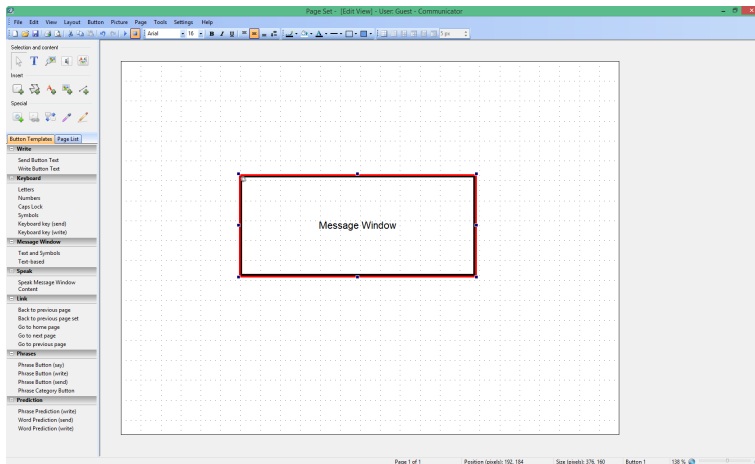 Page Set - [Edit View] - User: Guest - Communicator
File Edit View Layout Button Picture Page Tools Settings Help
Arial 16 B I U 5 px
Selection and content
T
Insert
Special
Button Templates Page List
Write
Send Button Text
Write Button Text
Keyboard
Letters
Numbers
Caps Lock
Symbols
Keyboard key (send)
Keyboard key (write)
Message Window
Text and Symbols
Text-based
Speak
Speak Message Window
Content
Link
Back to previous page
Back to previous page set
Go to home page
Go to next page
Go to previous page
Phrases
Phrase Button (say)
Phrase Button (write)
Phrase Button (send)
Phrase Category Button
Prediction
Phrase Prediction (write)
Word Prediction (send)
Word Prediction (write)
Message Window
Page 1 of 1 Position (pixels): 192, 184 Size (pixels): 376, 160 Button 1 138 %